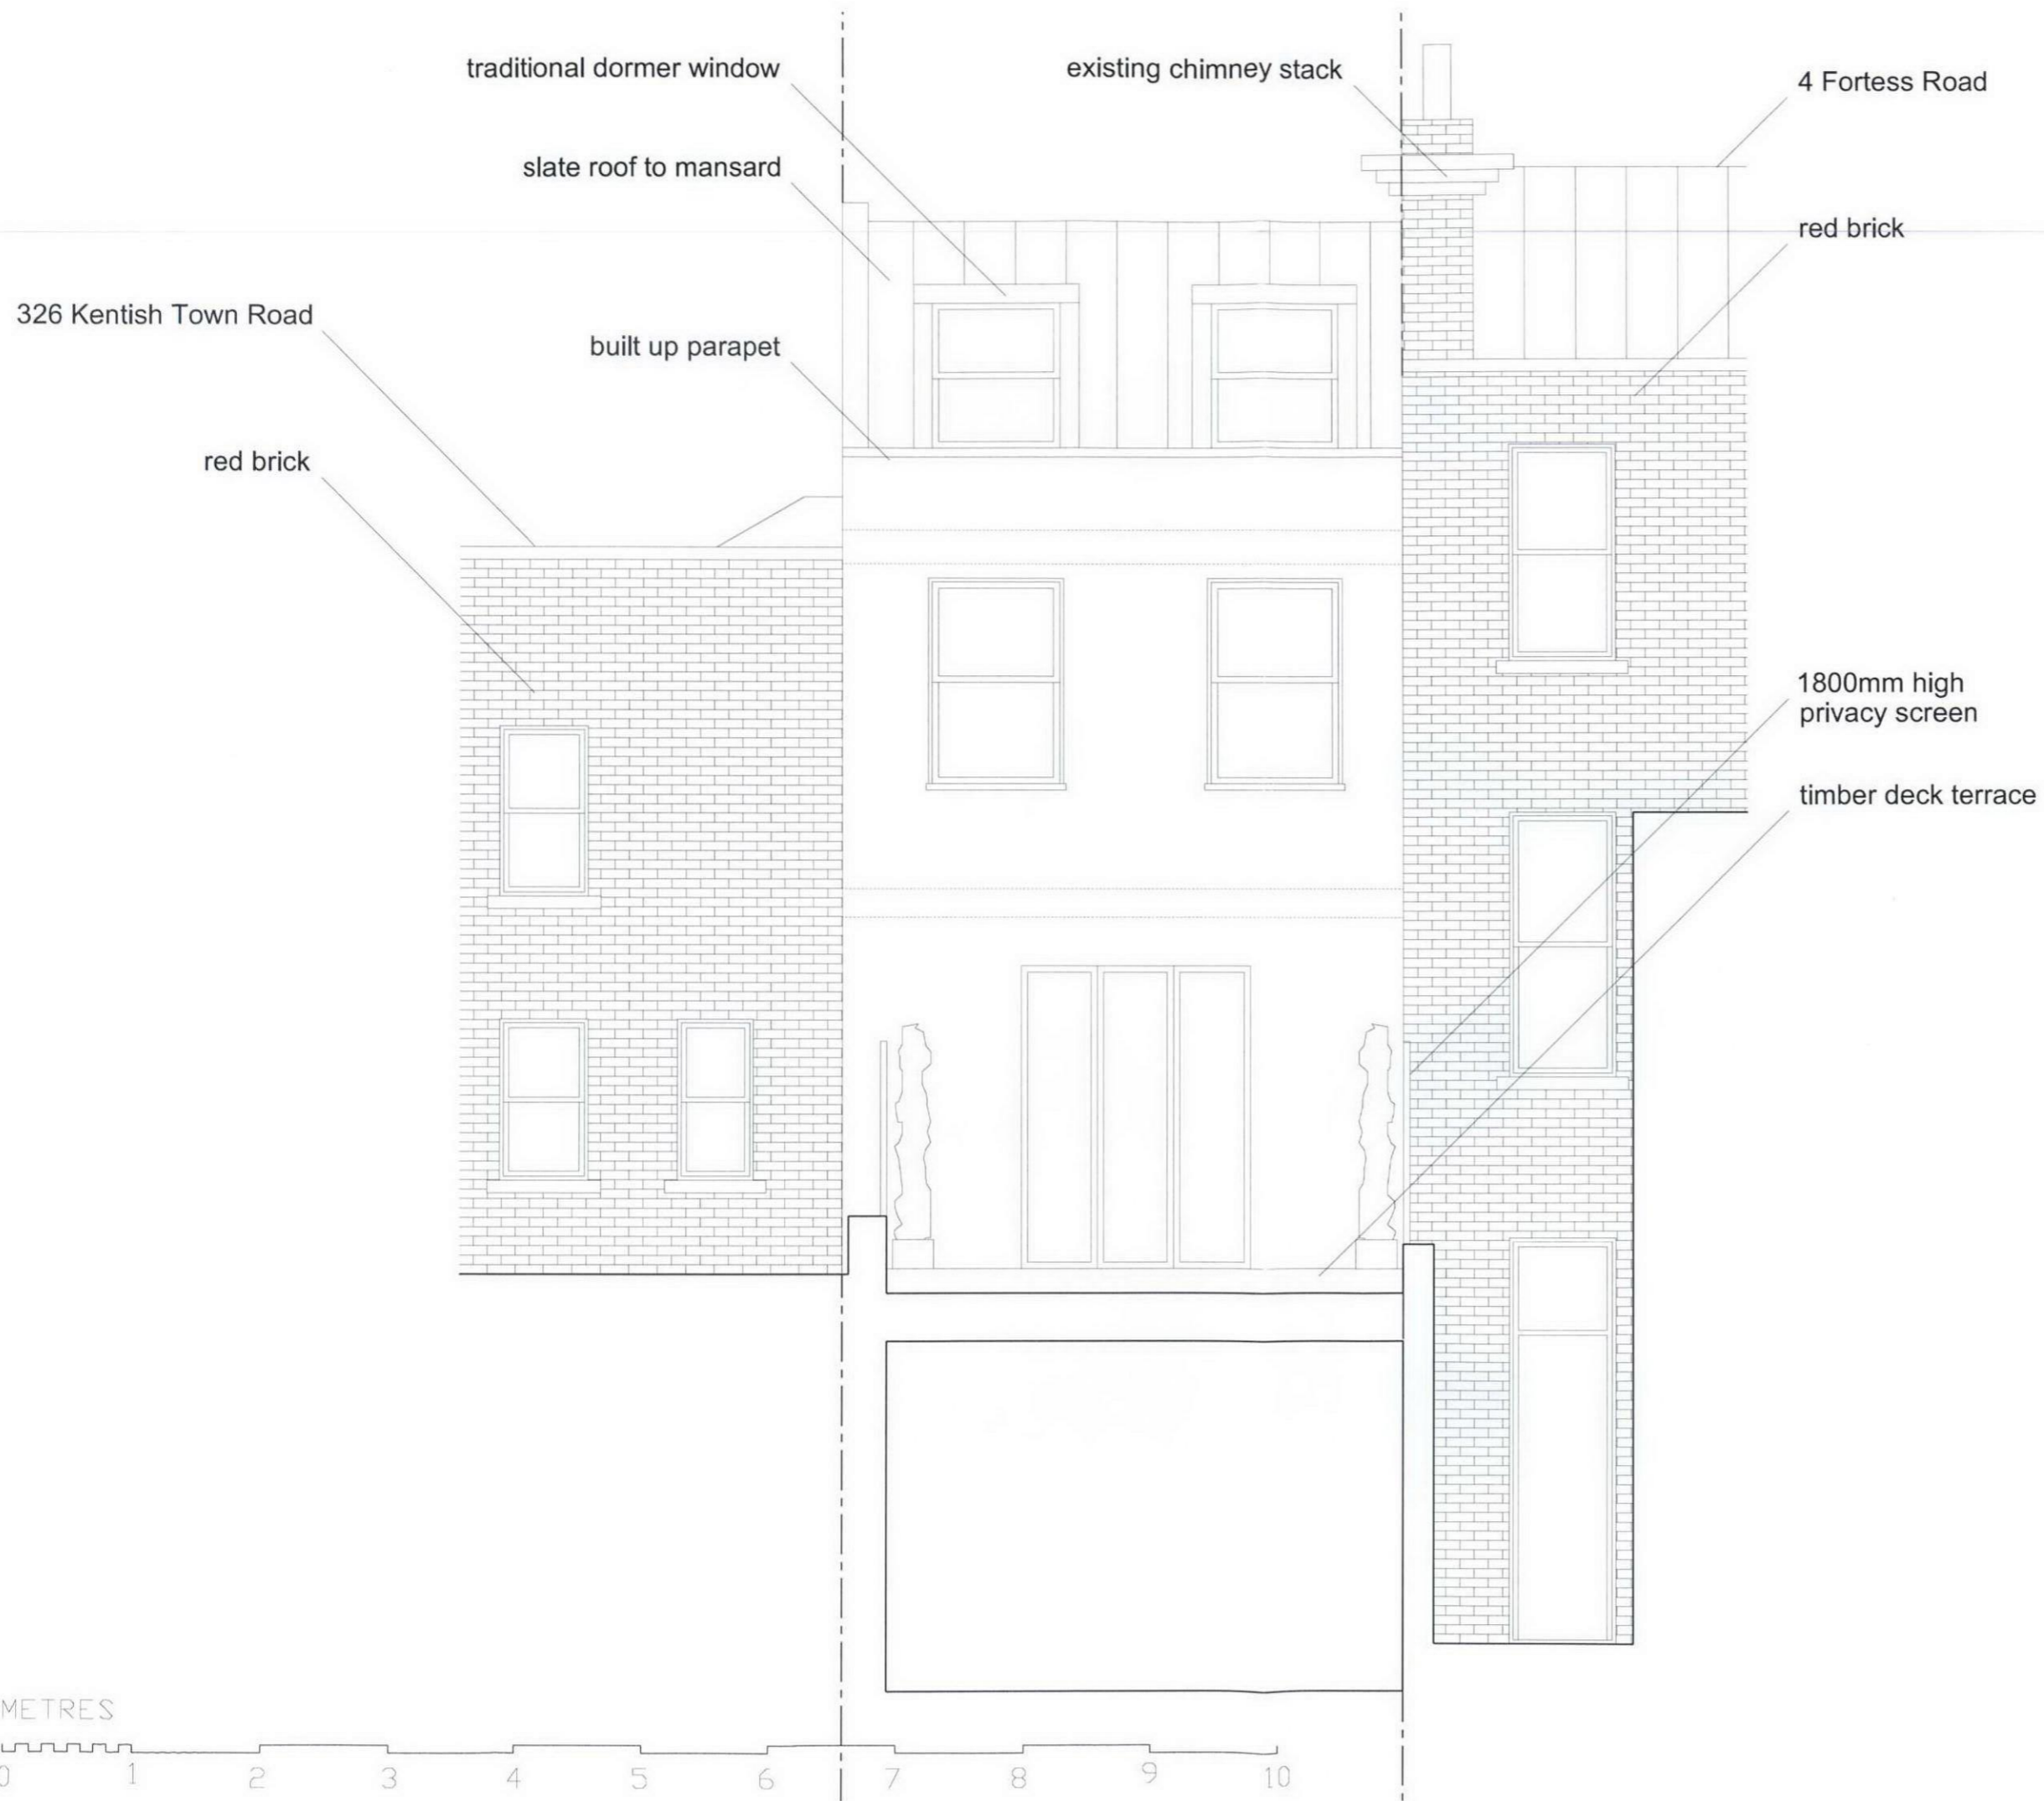 traditional dormer window
existing chimney stack
4 Fortess Road
slate roof to mansard
red brick
326 Kentish Town Road
built up parapet
red brick
1800mm high
privacy screen
timber deck terrace
METRES
0 1 2 3 4 5 6 7 8 9 10